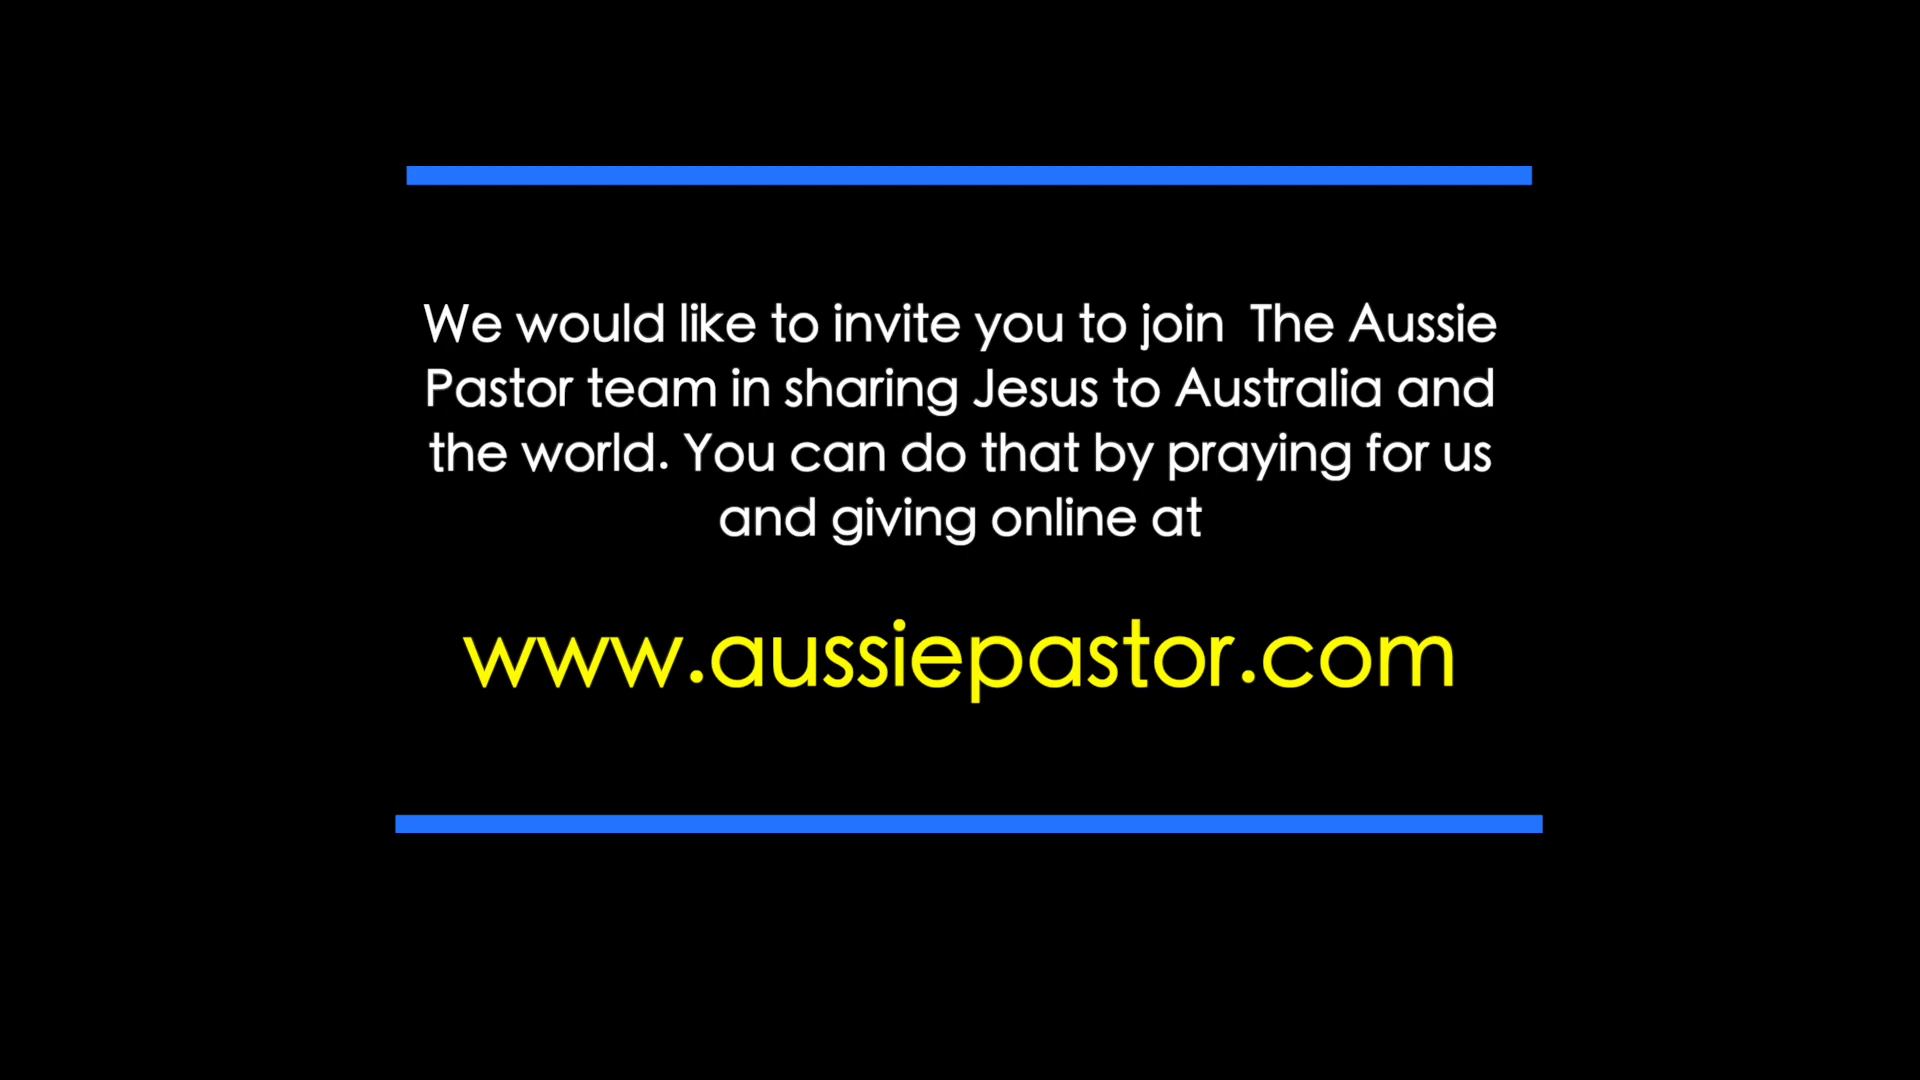 We would like to invite you to join  The Aussie
Pastor team in sharing Jesus to Australia and
the world. You can do that by praying for us
and giving online at
www.aussiepastor.com